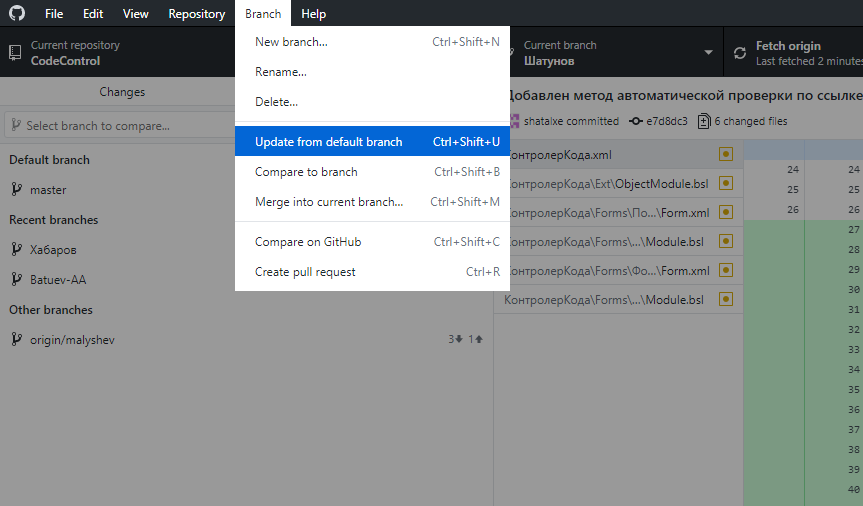 File Edit View Repository Branch Help
Current repository
CodeControl
Current branch
Шатунов
Fetch origin
Last fetched 2 minutes
New branch... Ctrl+Shift+N
Rename...
Delete...
Update from default branch Ctrl+Shift+U
Compare to branch Ctrl+Shift+B
Merge into current branch... Ctrl+Shift+M
Compare on GitHub Ctrl+Shift+C
Create pull request Ctrl+R
Changes
Select branch to compare...
Default branch
master
Recent branches
Хабаров
Batuev-AA
Other branches
origin/malyshev 3 1
Добавлен метод автоматической проверки по ссылке
shataixe committed e7d8dc3 6 changed files
КонтролерКода.xml
КонтролерКода\Ext\ObjectModule.bsl
КонтролерКода\Forms\По...\Form.xml
КонтролерКода\Forms\...\Module.bsl
КонтролерКода\Forms\Фо...\Form.xml
КонтролерКода\Forms\...\Module.bsl
24 24
25 25
26 26
27
28
29
30
31
32
33
34
35
36
37
38
39
40